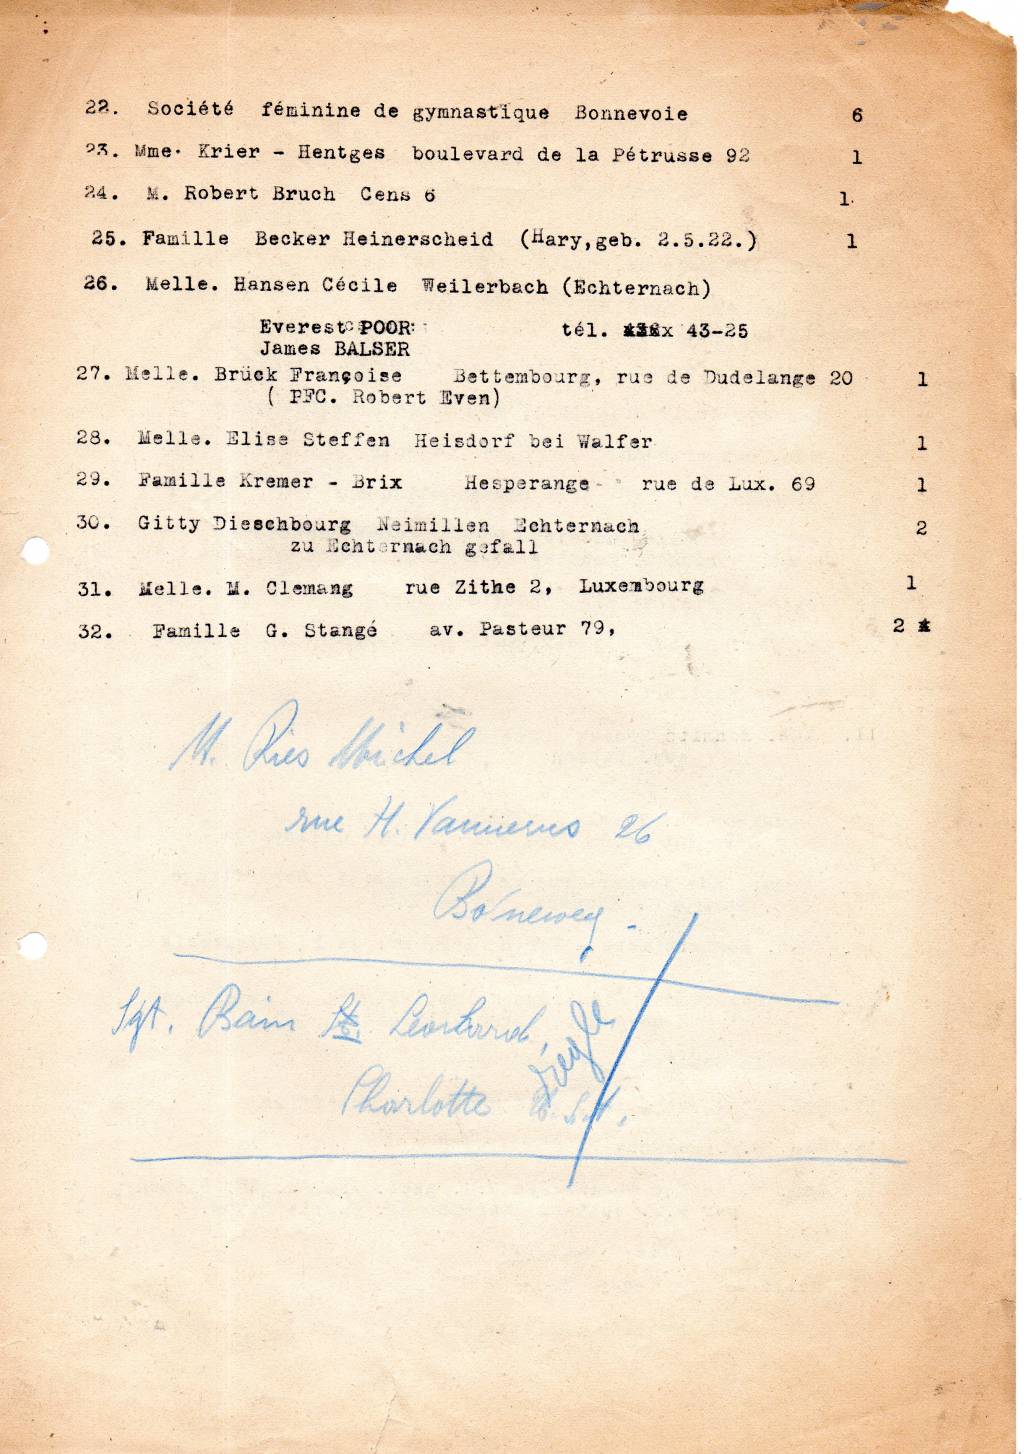 22. Société féminine de gymnastique Bonnevoie 6
23. Mme. Krier - Hentges boulevard de la Pétrusse 92 1
24. M. Robert Bruch Cens 6 1.
25. Famille Becker Heinerscheid (Hary,geb. 2.5.22.) 1
26. Melle. Hansen Cécile Weilerbach (Echternach)
Everest POOR tél. 43-25
James BALSER
27. Melle. Brück Françoise Bettembourg, rue de Dudelange 20 1
( PFC. Robert Even)
28. Melle. Elise Steffen Heisdorf bei Walfer 1
29. Famille Kremer - Brix Hesperange - rue de Lux. 69 1
30. Gitty Dieschbourg Neimillen Echternach 2
zu Echternach gefall
31. Melle. M. Clemang rue Zithe 2, Luxembourg 1
32. Famille G. Stangé av. Pasteur 79, 2
M. Ries Michel
rue H. Vannerus 26
Bonneweg -
Sgt. Bain St. Leonhard,
Charlotte